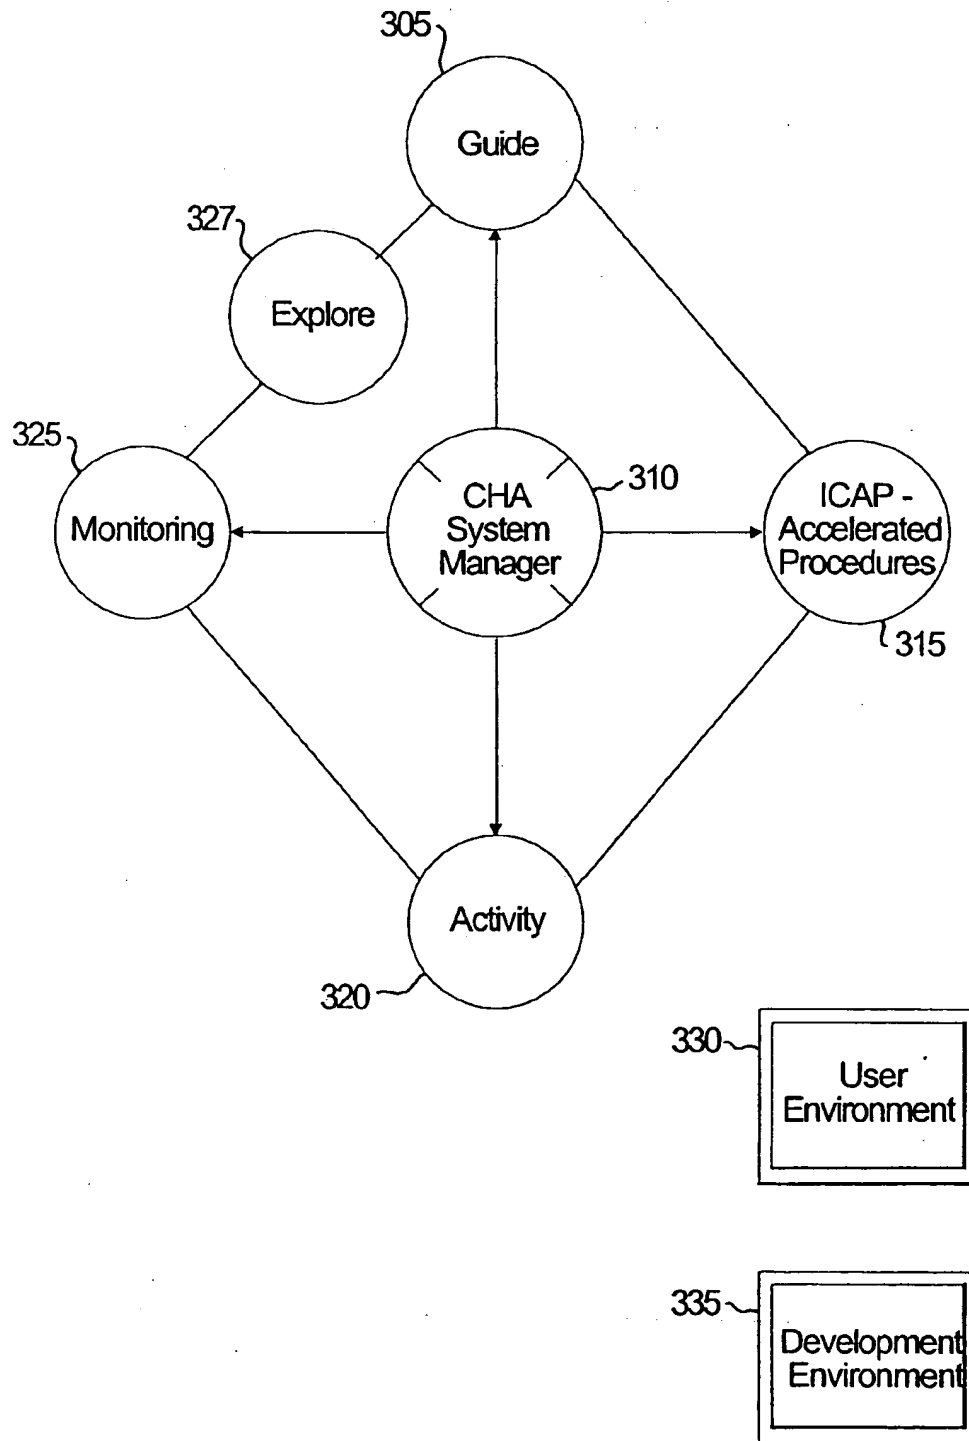 305
Guide
327
Explore
325
Monitoring
CHA
System
Manager
310
ICAP -
Accelerated
Procedures
315
Activity
320
330
User
Environment
335
Development
Environment